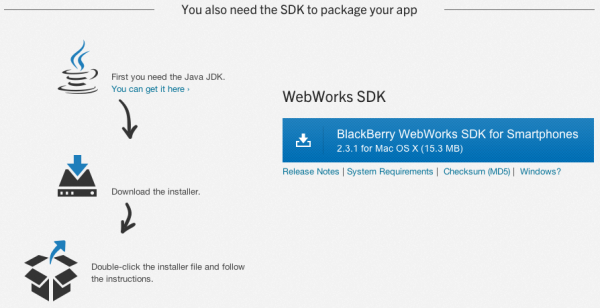 You also need the SDK to package your app
First you need the Java JDK.
You can get it here ›
Download the installer.
Double-click the installer file and follow
the instructions.
WebWorks SDK
BlackBerry WebWorks SDK for Smartphones
2.3.1 for Mac OS X (15.3 MB)
Release Notes | System Requirements | Checksum (MD5) | Windows?